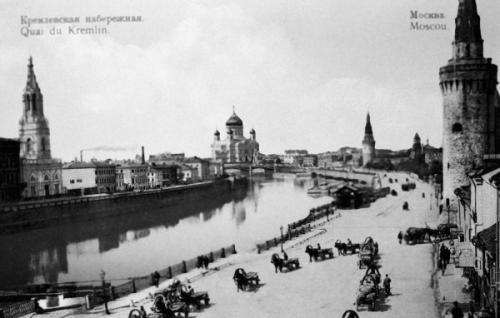 Кремлевская набережная.
Quai du Kremlin.
Москва
Moscou